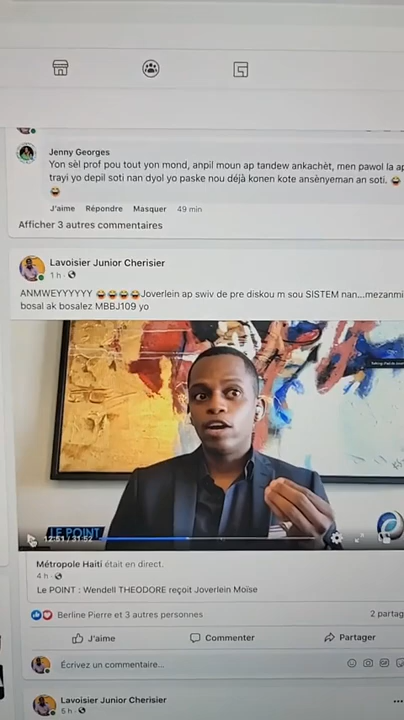 Jenny Georges
Yon sèl prof pou tout yon mond, anpil moun ap tandew ankachèt, men pawol la ap
trayi yo depil soti nan dyol yo paske nou déjà konen kote ansènyeman an soti. 😂
😂
J'aime Répondre Masquer 49 min
Afficher 3 autres commentaires
Lavoisier Junior Cherisier
1 h ·
ANMWEYYYYYY 😂😂😂😂Joverlein ap swiv de pre diskou m sou SISTEM nan...mezanmi
bosal ak bosalez MBBJ109 yo
LE POINT
12:51 / 31:52
Métropole Haiti était en direct.
4 h ·
Le POINT : Wendell THEODORE reçoit Joverlein Moïse
Berline Pierre et 3 autres personnes
2 partag
J'aime Commenter Partager
Écrivez un commentaire...
Lavoisier Junior Cherisier
5 h ·